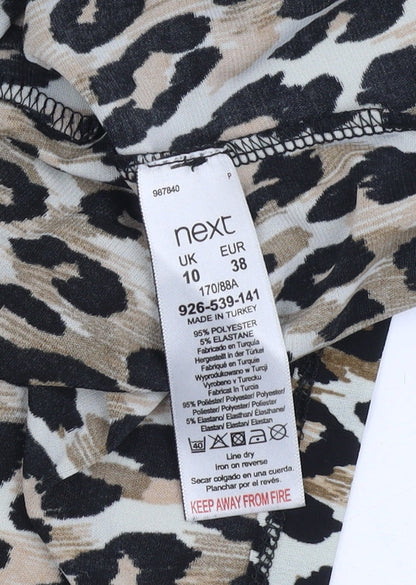 987840 P
next
UK EUR
10 38
170/88A
926-539-141
MADE IN TURKEY
95% POLYESTER
5% ELASTANE
Fabricado en Turquía
Hergestellt in der Türkei
Fabriqué en Turquie
Wyprodukowano w Turcji
Vyrobeno v Turecku
Fabricat în Turcia
95% Poliéster/ Polyester/ Polyester/
Poliester/ Polyester/ Poliester
5% Elastano/ Elasthan/ Élasthanne/
Elastan/ Elastan/ Elastan
40
Line dry
Iron on reverse
Secar colgado en una cuerda.
Planchar por el revés.
KEEP AWAY FROM FIRE